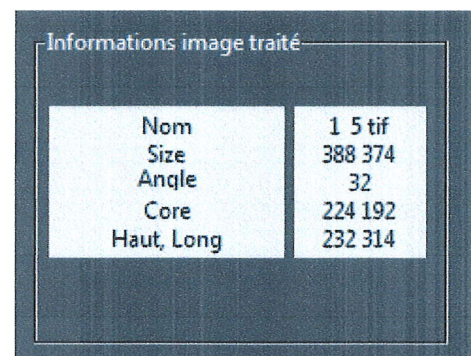 Informations image traité
Nom 1 5 tif
Size 388 374
Angle 32
Core 224 192
Haut, Long 232 314